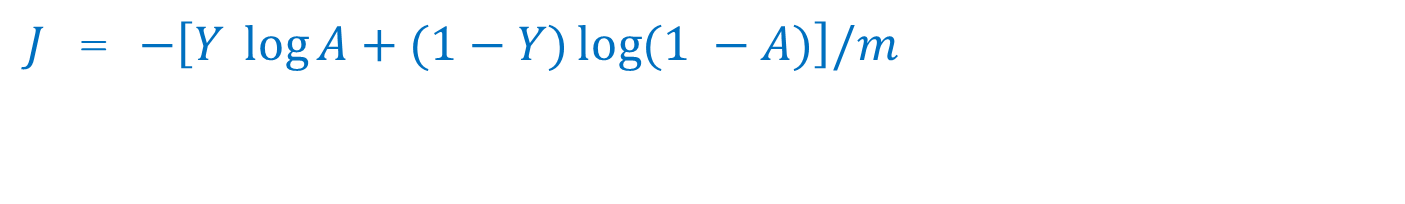 J = −[Y log A + (1 − Y) log(1 − A)]/m